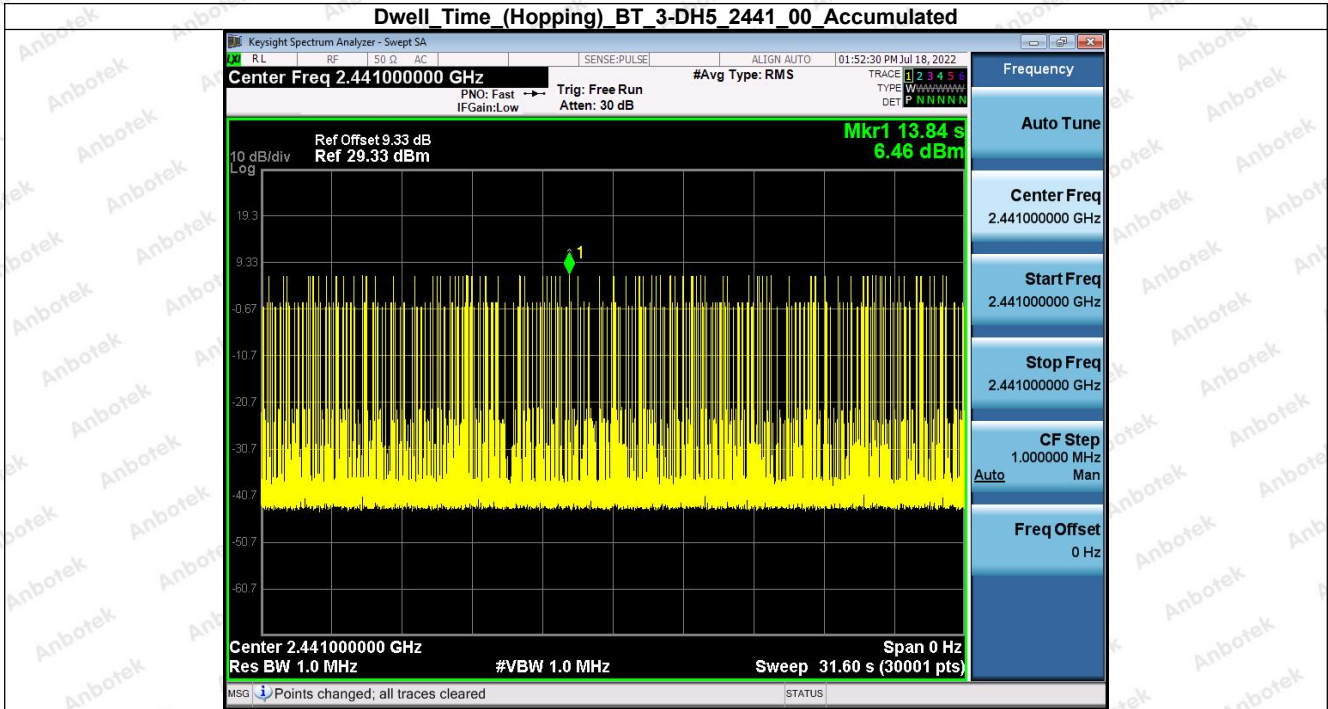 Dwell_Time_(Hopping)_BT_3-DH5_2441_00_Accumulated
Keysight Spectrum Analyzer - Swept SA
LXI RL RF 50 Ω AC SENSE:PULSE ALIGN AUTO 01:52:30 PM Jul 18, 2022
Center Freq 2.441000000 GHz
PNO: Fast
IFGain:Low
Trig: Free Run
Atten: 30 dB
#Avg Type: RMS
TRACE 1 2 3 4 5 6
TYPE WWWWWW
DET P N N N N N
Mkr1 13.84 s
6.46 dBm
Ref Offset 9.33 dB
10 dB/div Ref 29.33 dBm
Log
1
19.3
9.33
-0.67
-10.7
-20.7
-30.7
-40.7
-50.7
-60.7
Center 2.441000000 GHz Span 0 Hz
Res BW 1.0 MHz #VBW 1.0 MHz Sweep 31.60 s (30001 pts)
MSG Points changed; all traces cleared STATUS
Frequency
Auto Tune
Center Freq
2.441000000 GHz
Start Freq
2.441000000 GHz
Stop Freq
2.441000000 GHz
CF Step
1.000000 MHz
Auto Man
Freq Offset
0 Hz
Anbotek